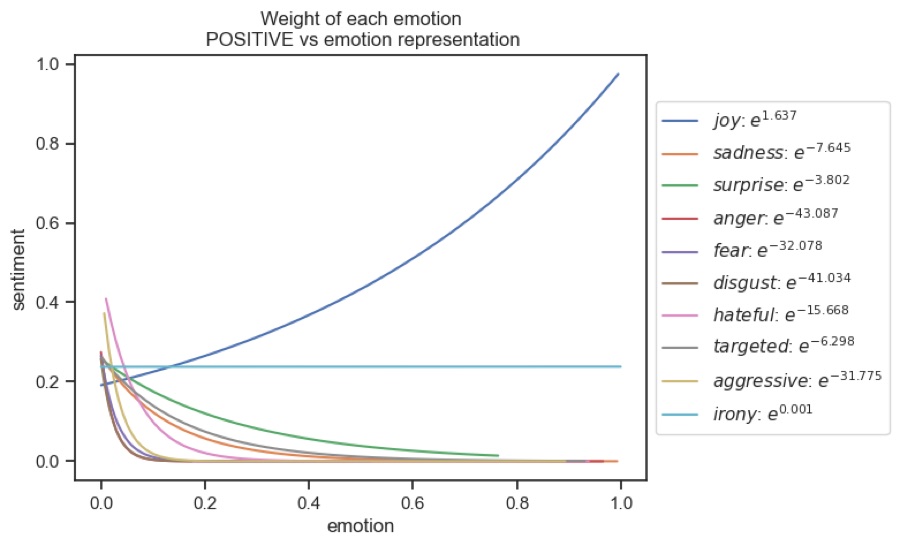 Weight of each emotion
POSITIVE vs emotion representation
1.0
0.8
0.6
0.4
0.2
0.0
sentiment
0.0 0.2 0.4 0.6 0.8 1.0
emotion
joy: e^1.637
sadness: e^−7.645
surprise: e^−3.802
anger: e^−43.087
fear: e^−32.078
disgust: e^−41.034
hateful: e^−15.668
targeted: e^−6.298
aggressive: e^−31.775
irony: e^0.001